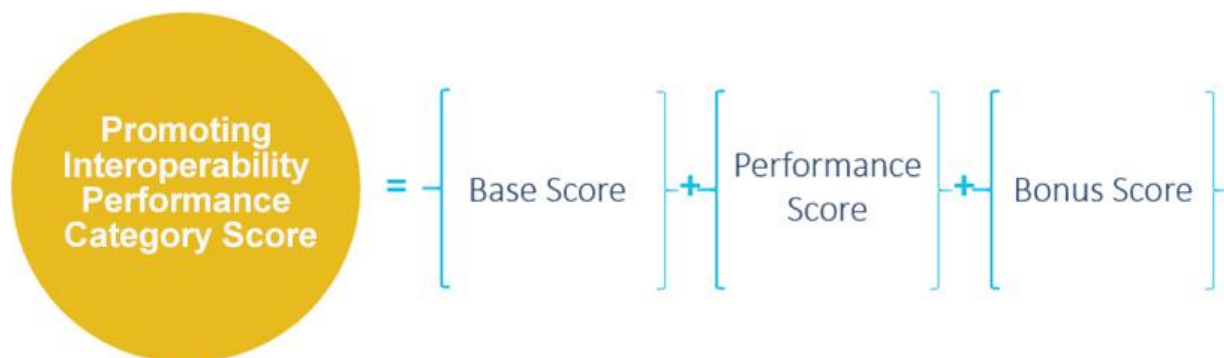 Promoting
Interoperability
Performance
Category Score
=
Base Score
+
Performance
Score
+
Bonus Score